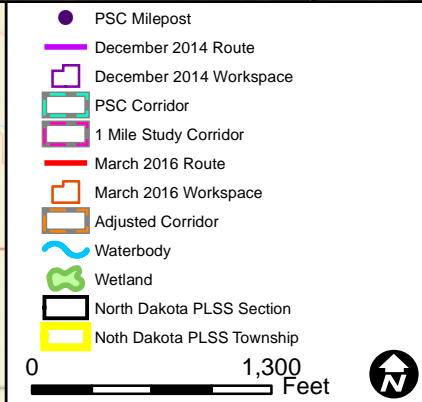 PSC Milepost
December 2014 Route
December 2014 Workspace
PSC Corridor
1 Mile Study Corridor
March 2016 Route
March 2016 Workspace
Adjusted Corridor
Waterbody
Wetland
North Dakota PLSS Section
Noth Dakota PLSS Township
0 1,300
Feet
N